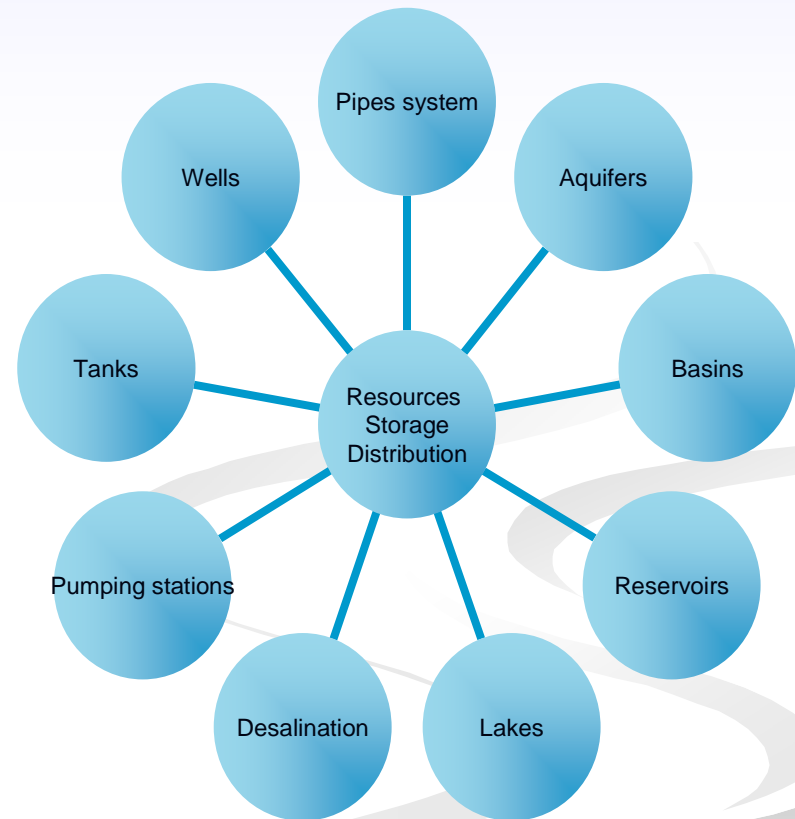 Pipes system
Wells
Aquifers
Tanks
Basins
Resources
Storage
Distribution
Pumping stations
Reservoirs
Desalination
Lakes